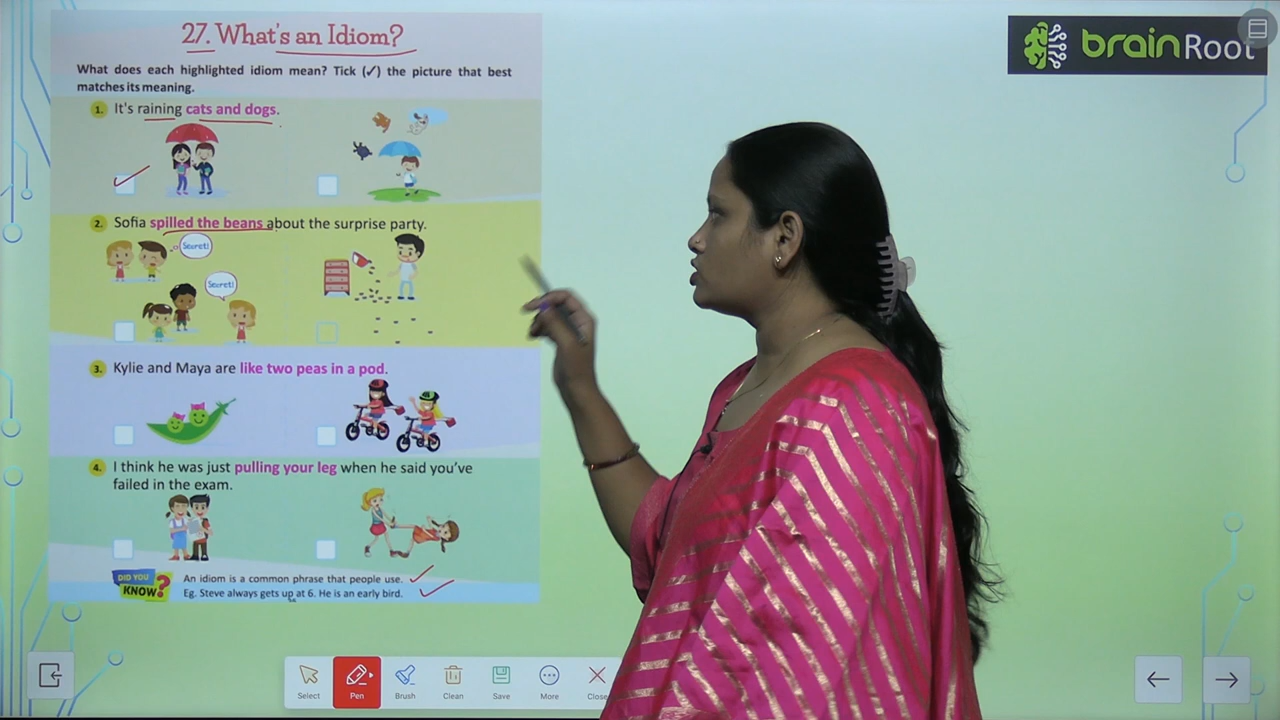 27. What's an Idiom?
brainRoot
What does each highlighted idiom mean? Tick (✓) the picture that best
matches its meaning.
1. It's raining cats and dogs.
2. Sofia spilled the beans about the surprise party.
Secret!
Secret!
3. Kylie and Maya are like two peas in a pod.
4. I think he was just pulling your leg when he said you've
failed in the exam.
DID YOU
KNOW?
An idiom is a common phrase that people use.
Eg. Steve always gets up at 6. He is an early bird.
Select Pen Brush Clean Save More Close